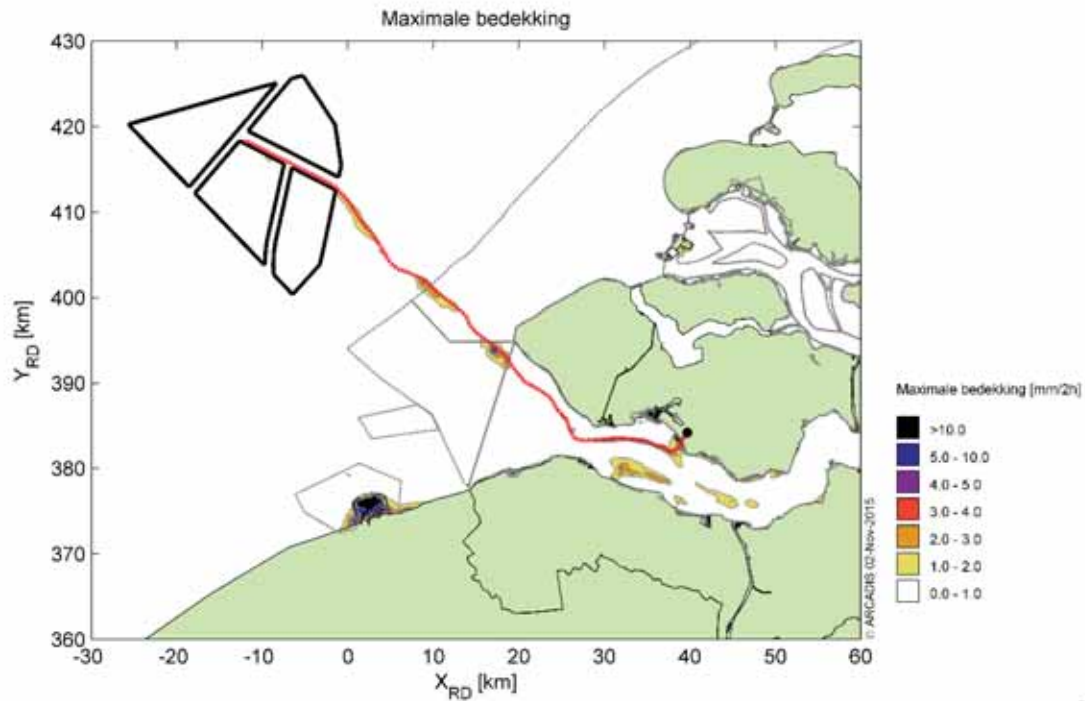 Maximale bedekking
430
420
410
400
390
380
370
360
Y_RD [km]
-30 -20 -10 0 10 20 30 40 50 60
X_RD [km]
© ARCADIS 02-Nov-2015
Maximale bedekking [mm/2h]
>10.0
5.0 - 10.0
4.0 - 5.0
3.0 - 4.0
2.0 - 3.0
1.0 - 2.0
0.0 - 1.0